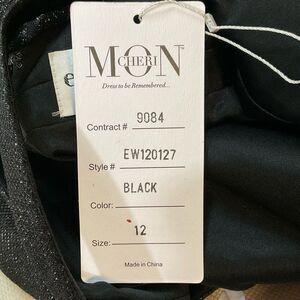 MON
CHERI
Dress to be Remembered...
Contract # 9084
Style # EW120127
Color: BLACK
Size: 12
Made in China